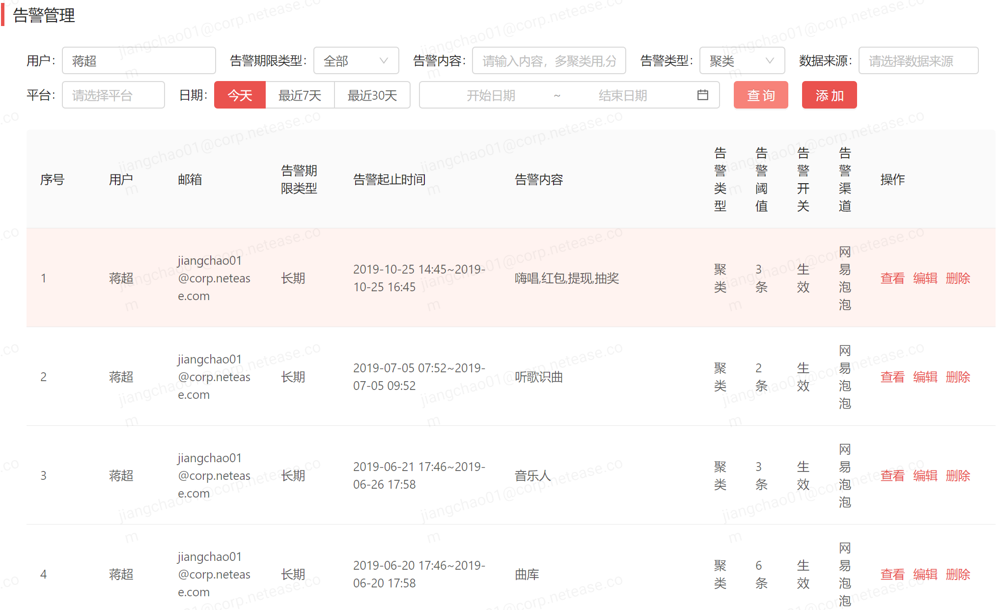 告警管理
用户: 蒋超 告警期限类型: 全部 告警内容: 请输入内容，多聚类用,分 告警类型: 聚类 数据来源: 请选择数据来源
平台: 请选择平台 日期: 今天 最近7天 最近30天 开始日期 ~ 结束日期 查询 添加
序号 用户 邮箱 告警期限类型 告警起止时间 告警内容 告警类型 告警阈值 告警开关 告警渠道 操作
1 蒋超 jiangchao01@corp.netease.com 长期 2019-10-25 14:45~2019-10-25 16:45 嗨唱,红包,提现,抽奖 聚类 3条 生效 网易泡泡 查看 编辑 删除
2 蒋超 jiangchao01@corp.netease.com 长期 2019-07-05 07:52~2019-07-05 09:52 听歌识曲 聚类 2条 生效 网易泡泡 查看 编辑 删除
3 蒋超 jiangchao01@corp.netease.com 长期 2019-06-21 17:46~2019-06-26 17:58 音乐人 聚类 3条 生效 网易泡泡 查看 编辑 删除
4 蒋超 jiangchao01@corp.netease.com 长期 2019-06-20 17:46~2019-06-20 17:58 曲库 聚类 6条 生效 网易泡泡 查看 编辑 删除
jiangchao01@corp.netease.com